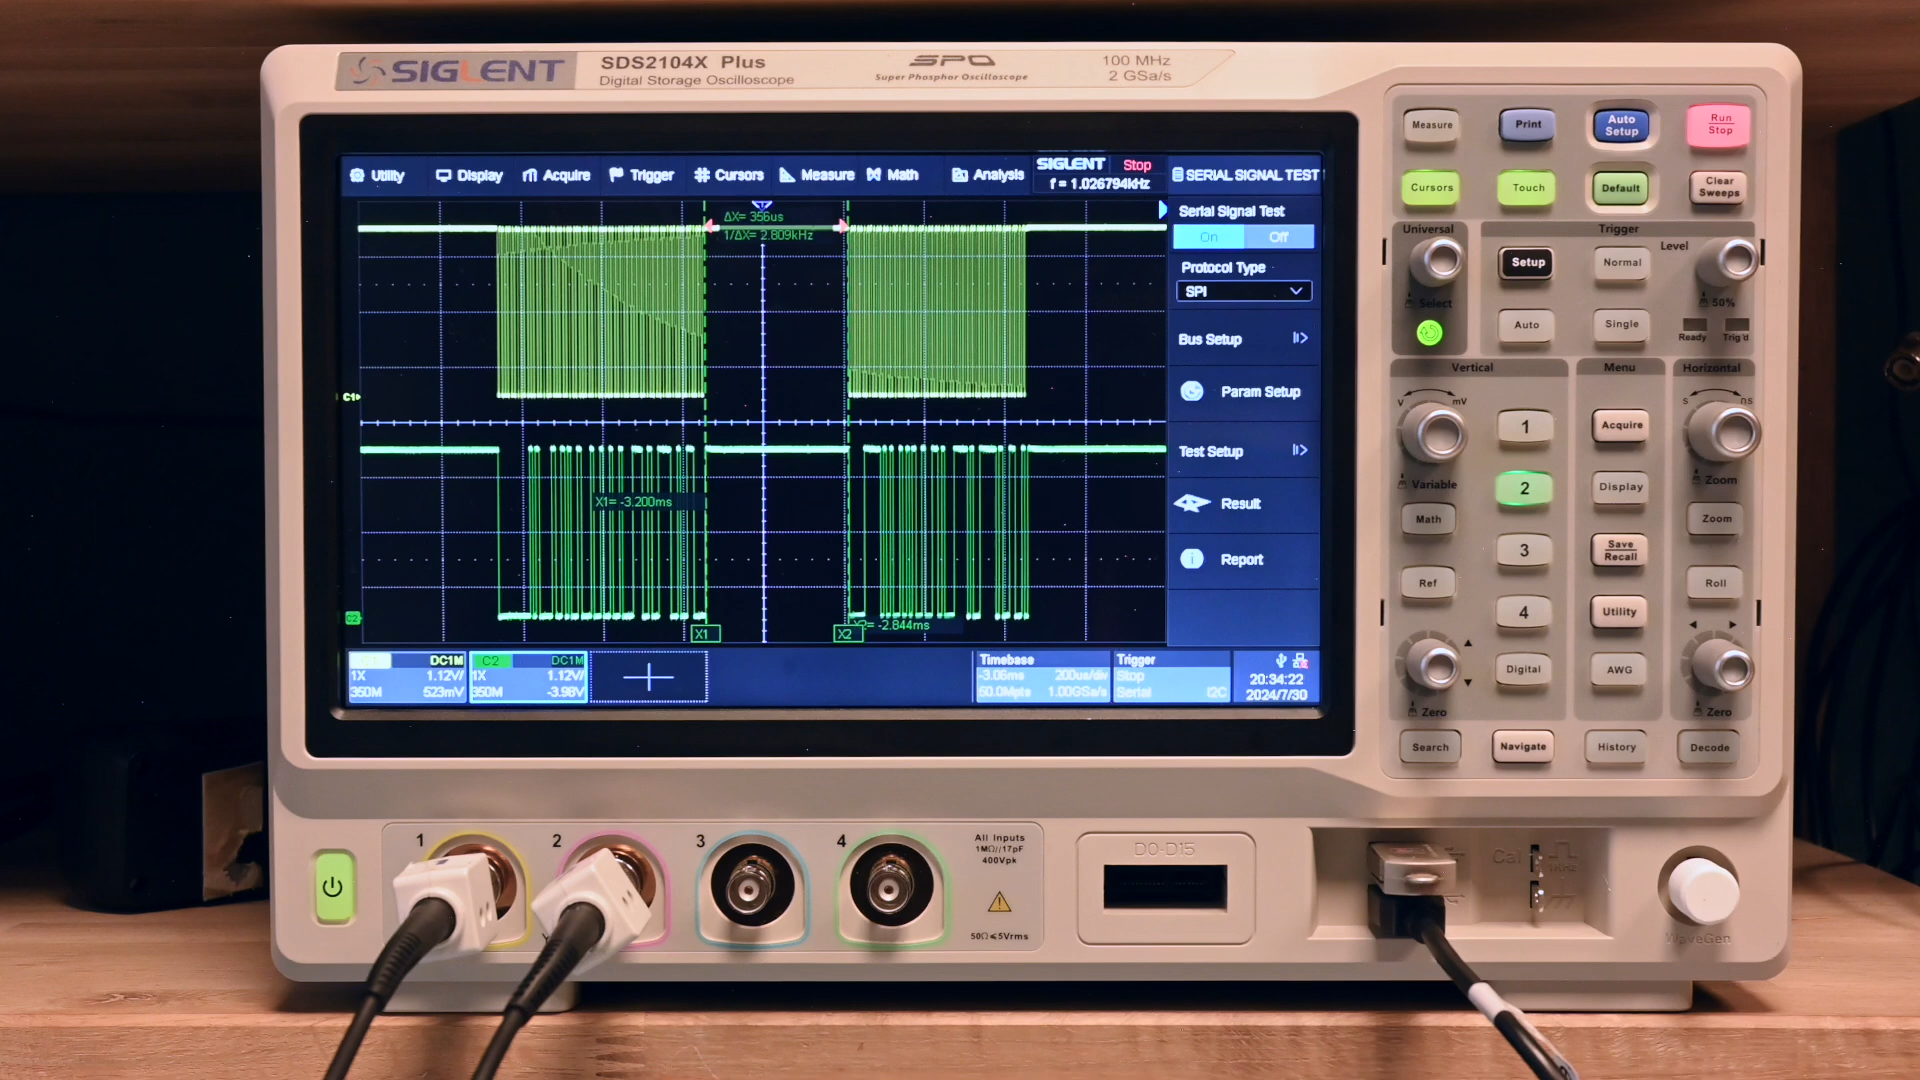 SIGLENT
SDS2104X Plus
Digital Storage Oscilloscope
SPO
Super Phosphor Oscilloscope
100 MHz
2 GSa/s
Utility
Display
Acquire
Trigger
Cursors
Measure
Math
Analysis
SIGLENT
Stop
f = 1.026794kHz
SERIAL SIGNAL TEST
ΔX= 356us
1/ΔX= 2.809kHz
X1= -3.200ms
X1
X2
X2= -2.844ms
C1
C2
Serial Signal Test
On
Off
Protocol Type
SPI
Bus Setup
Param Setup
Test Setup
Result
Report
DC1M
1X
1.12V/
350M
523mV
C2
DC1M
1X
1.12V/
350M
-3.98V
Timebase
-3.06ms
200us/div
50.0Mpts
1.00GSa/s
Trigger
Stop
Serial
I2C
20:34:22
2024/7/30
Measure
Print
Auto Setup
Run
Stop
Cursors
Touch
Default
Clear Sweeps
Universal
Select
Trigger
Setup
Normal
Level
50%
Auto
Single
Ready
Trig'd
Vertical
V
mV
Variable
Math
Ref
Zero
1
2
3
4
Digital
Menu
Acquire
Display
Save
Recall
Utility
AWG
Horizontal
S
nS
Zoom
Zoom
Roll
Zero
Search
Navigate
History
Decode
1
2
3
4
All Inputs
1MΩ//17pF
400Vpk
50Ω≤5Vrms
D0-D15
Cal
1kHz
WaveGen